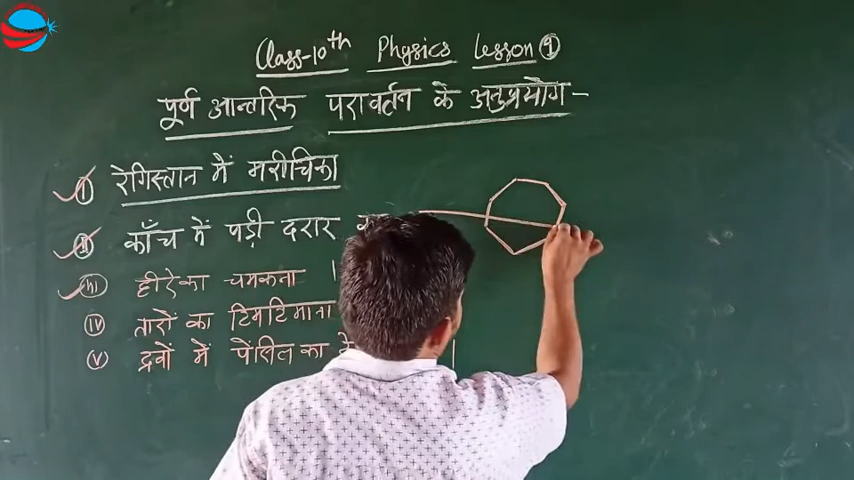 Class-10th Physics Lesson ①
पूर्ण आन्तरिक परावर्तन के अनुप्रयोग -
(i) रेगिस्तान में मरीचिका
(ii) काँच में पड़ी दरार
(iii) हीरे का चमकना
(iv) तारों का टिमटिमाना
(v) द्रवों में पेंसिल का